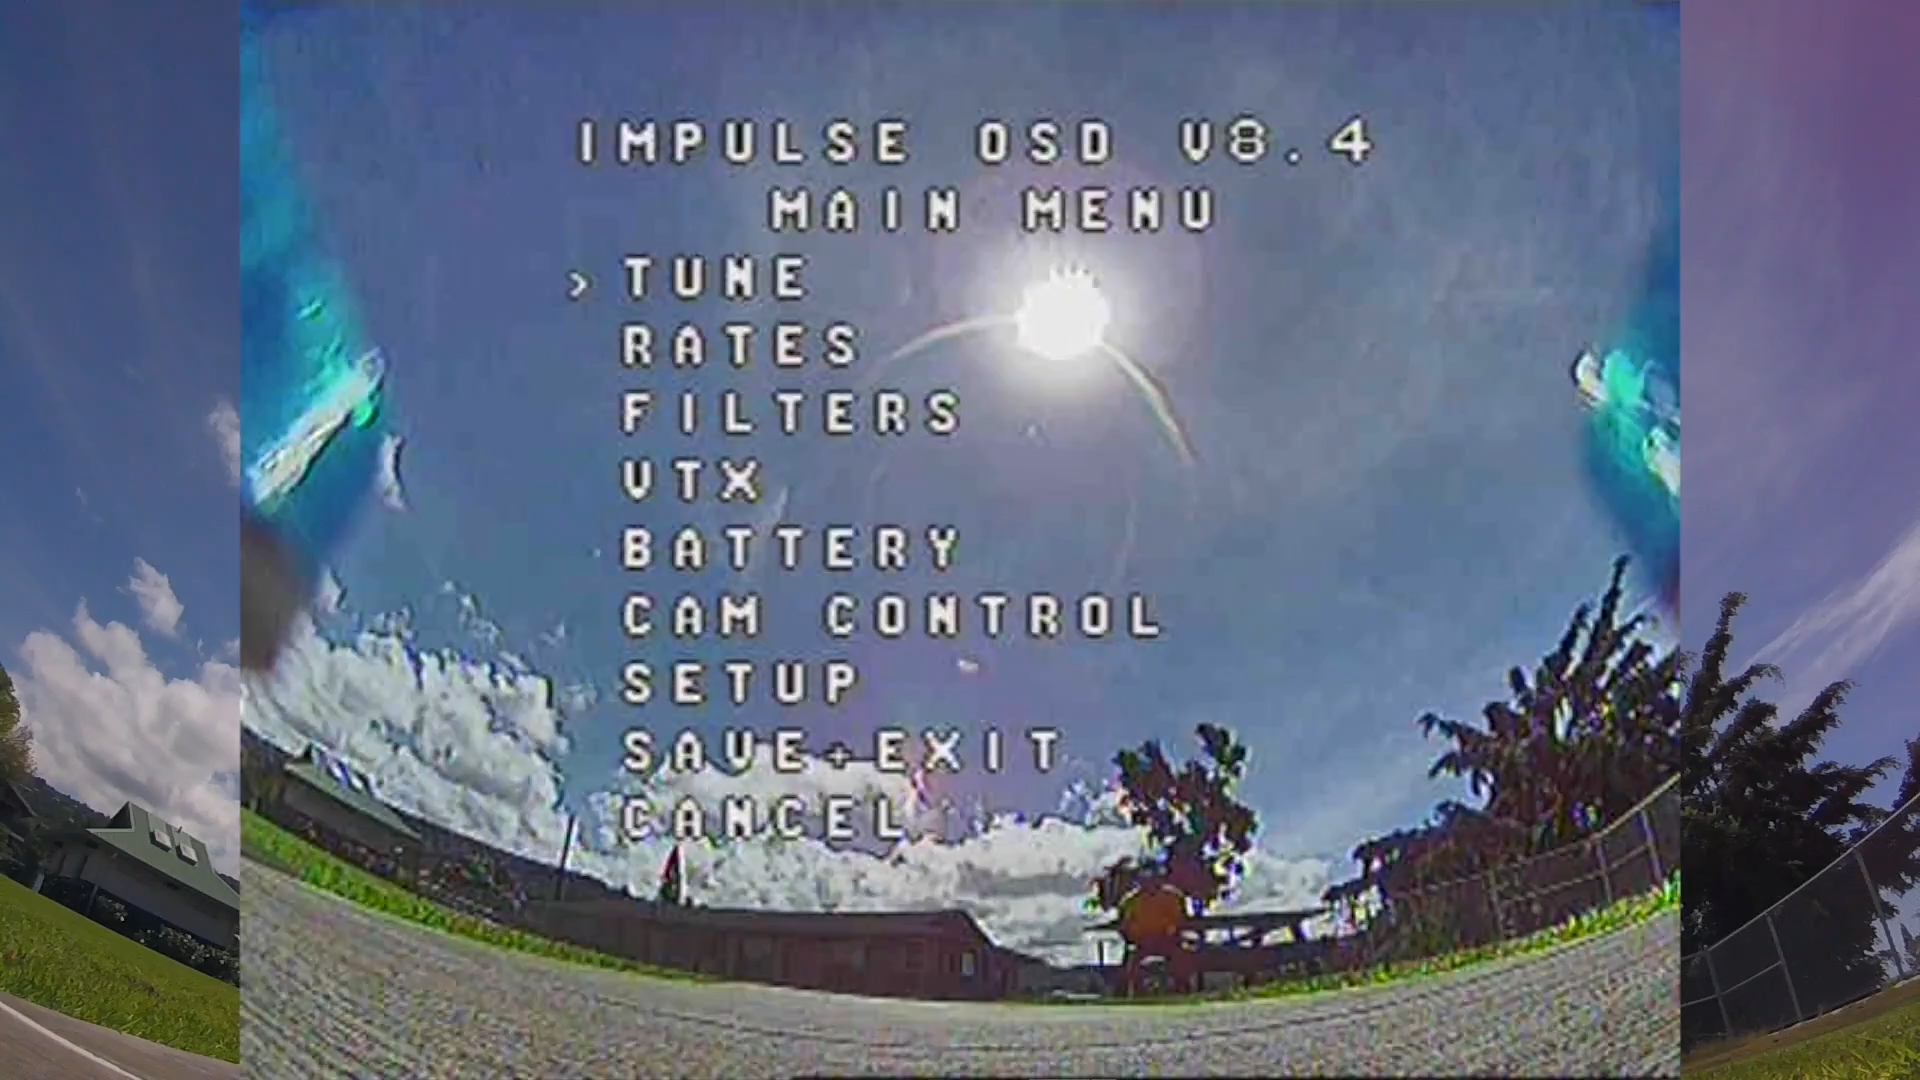 IMPULSE OSD V8.4
MAIN MENU
> TUNE
RATES
FILTERS
VTX
BATTERY
CAM CONTROL
SETUP
SAVE+EXIT
CANCEL